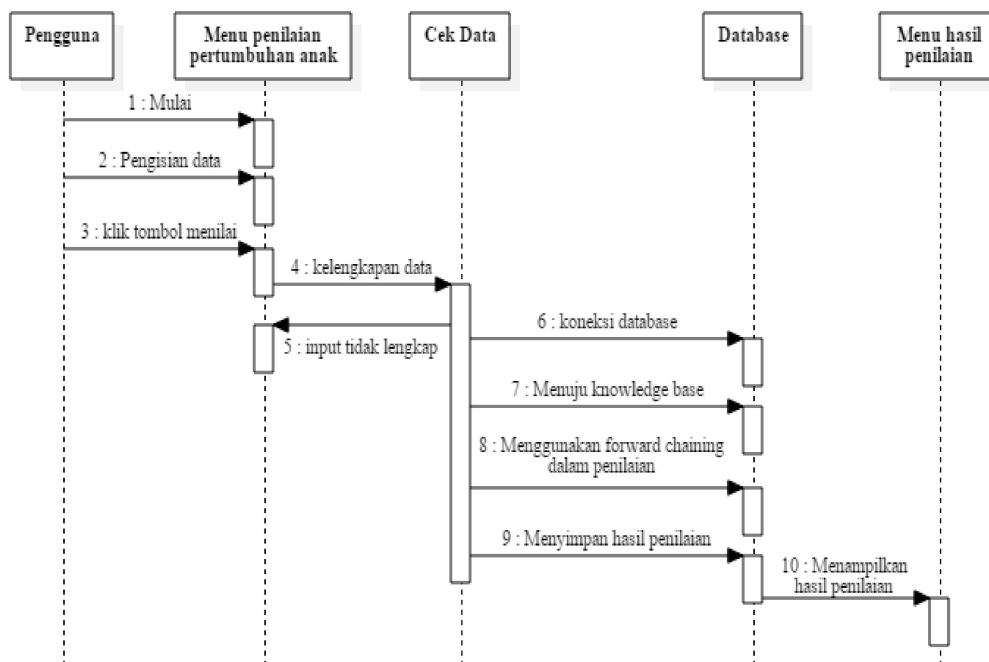 Pengguna
Menu penilaian
pertumbuhan anak
Cek Data
Database
Menu hasil
penilaian
1 : Mulai
2 : Pengisian data
3 : klik tombol menilai
4 : kelengkapan data
5 : input tidak lengkap
6 : koneksi database
7 : Menuju knowledge base
8 : Menggunakan forward chaining
dalam penilaian
9 : Menyimpan hasil penilaian
10 : Menampilkan
hasil penilaian